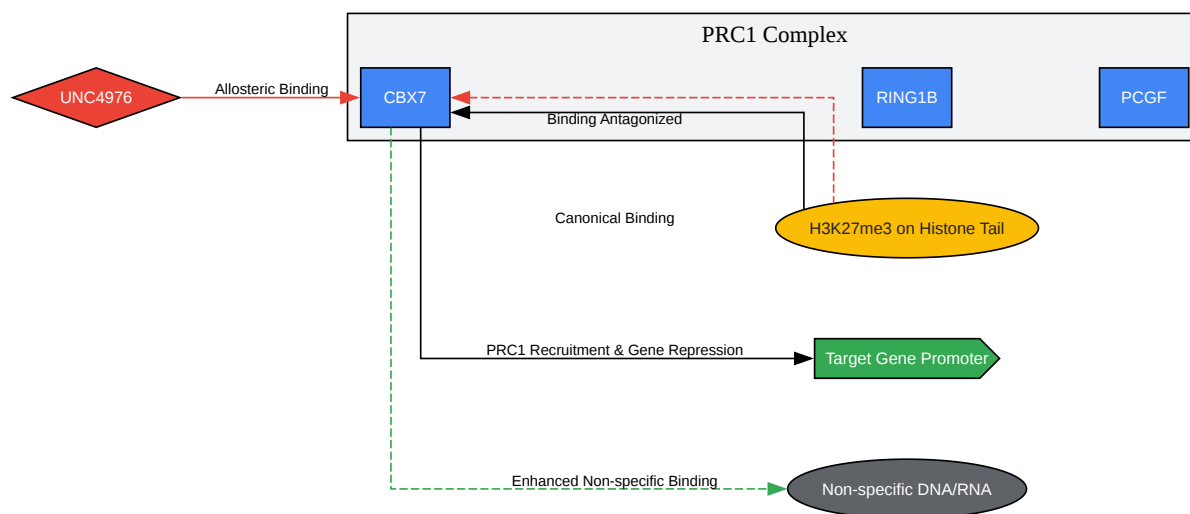 PRC1 Complex
UNC4976
Allosteric Binding
CBX7
RING1B
PCGF
Binding Antagonized
Canonical Binding
H3K27me3 on Histone Tail
PRC1 Recruitment & Gene Repression
Target Gene Promoter
Enhanced Non-specific Binding
Non-specific DNA/RNA